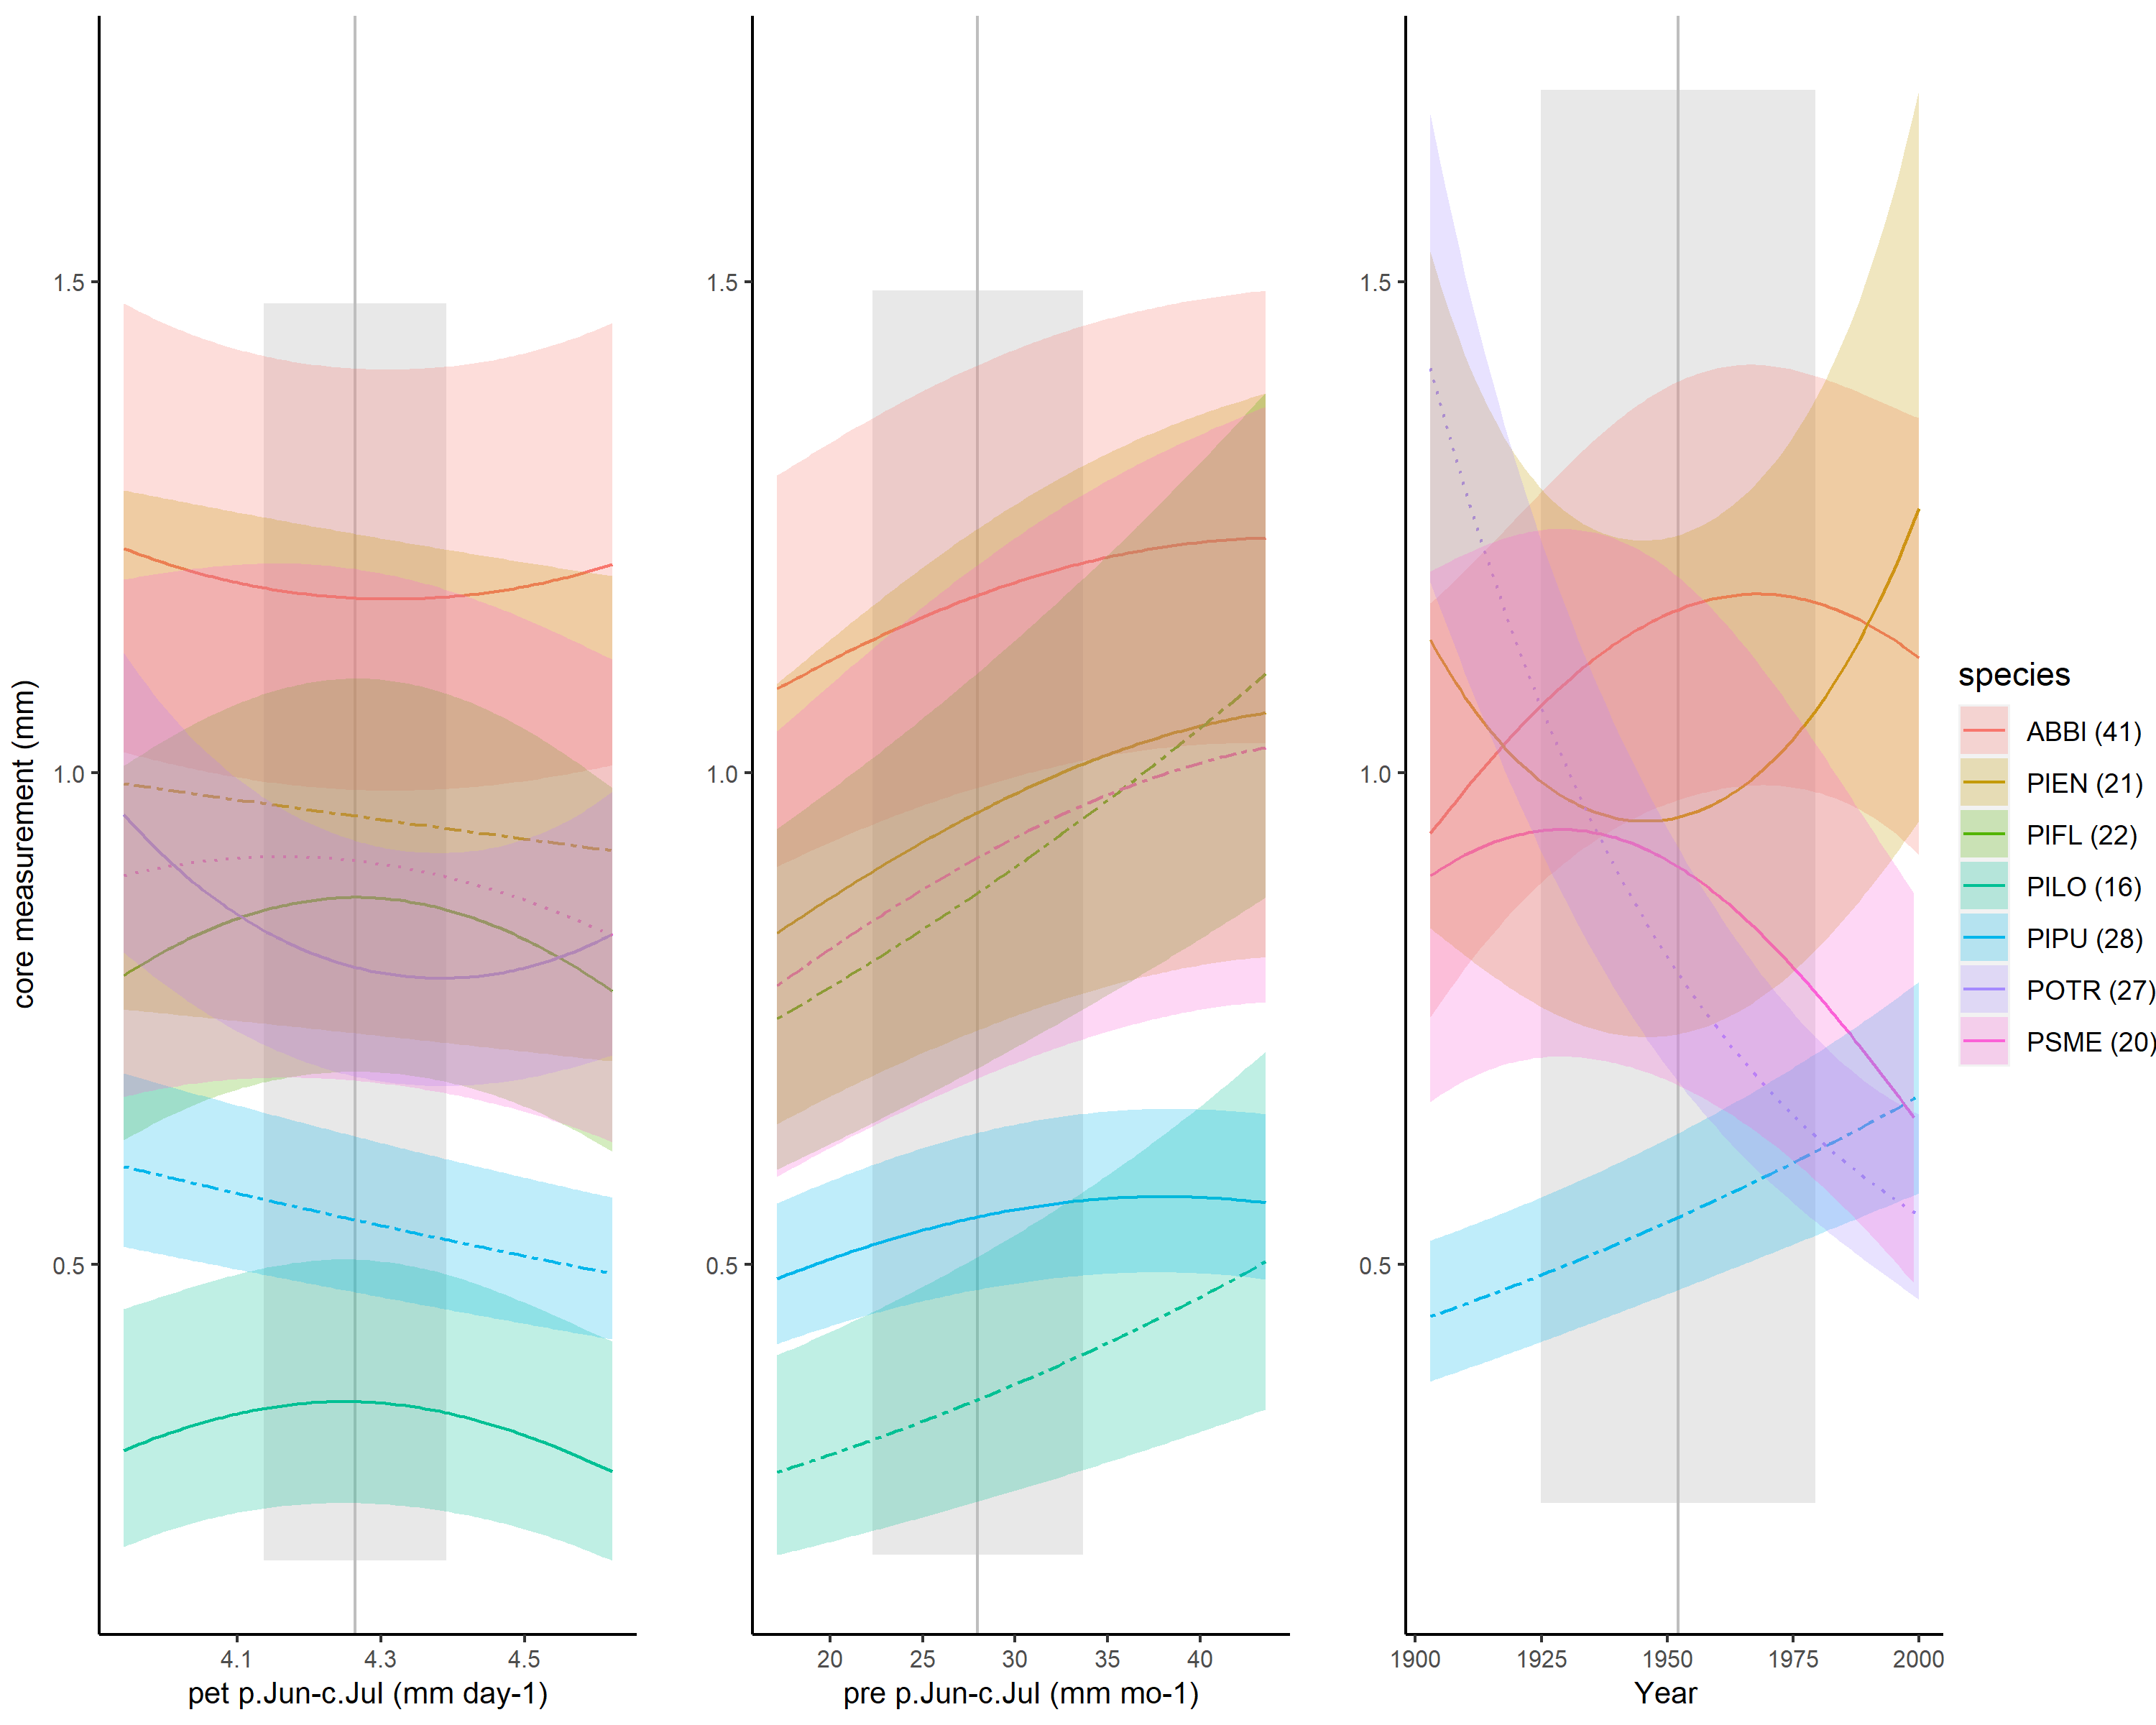 core measurement (mm)
1.5
1.0
0.5
4.1 4.3 4.5
pet p.Jun-c.Jul (mm day-1)
1.5
1.0
0.5
20 25 30 35 40
pre p.Jun-c.Jul (mm mo-1)
1.5
1.0
0.5
1900 1925 1950 1975 2000
Year
species
ABBI (41)
PIEN (21)
PIFL (22)
PILO (16)
PIPU (28)
POTR (27)
PSME (20)